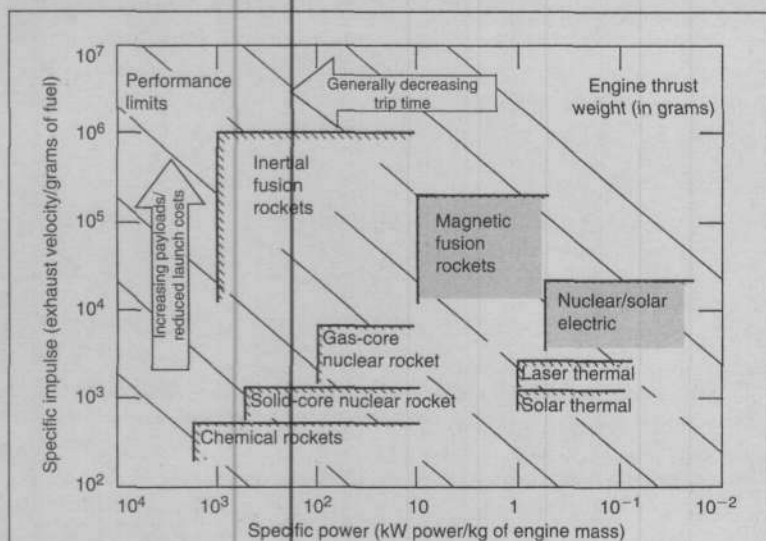 Specific impulse (exhaust velocity/grams of fuel)
10⁷
10⁶
10⁵
10⁴
10³
10²
Performance
limits
Generally decreasing
trip time
Engine thrust
weight (in grams)
Increasing payloads/
reduced launch costs
Inertial
fusion
rockets
Magnetic
fusion
rockets
Nuclear/solar
electric
Gas-core
nuclear rocket
Laser thermal
Solid-core nuclear rocket
Solar thermal
Chemical rockets
10⁴
10³
10²
10
1
10⁻¹
10⁻²
Specific power (kW power/kg of engine mass)